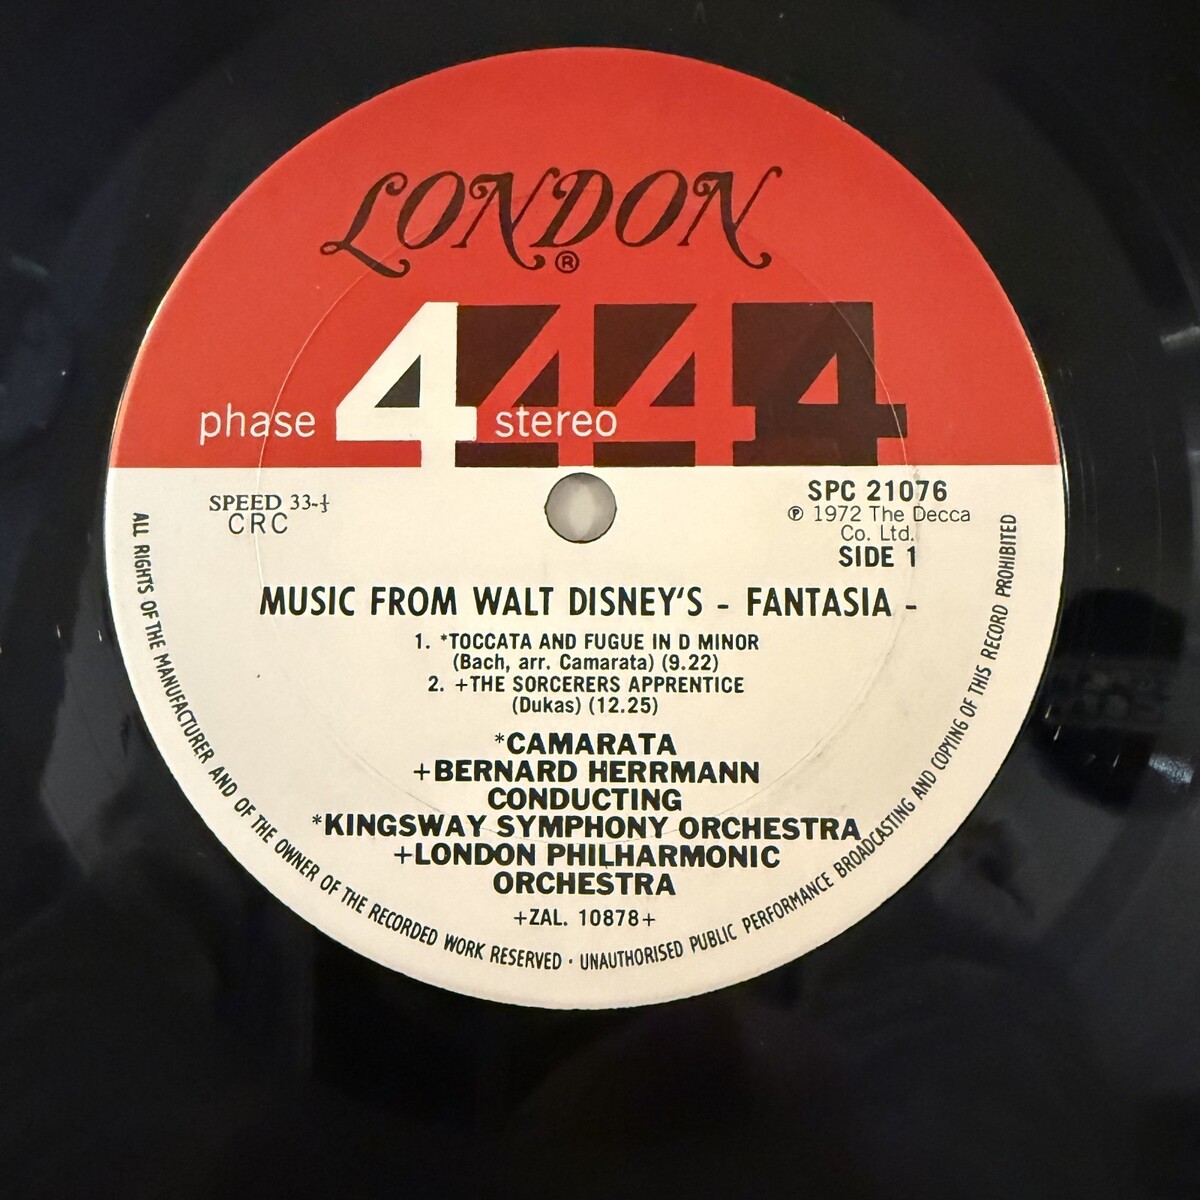 LONDON
®
phase 4 stereo 4 4 4
SPEED 33-⅓
CRC
SPC 21076
℗ 1972 The Decca
Co. Ltd.
SIDE 1
MUSIC FROM WALT DISNEY'S - FANTASIA -
1. *TOCCATA AND FUGUE IN D MINOR
(Bach, arr. Camarata) (9.22)
2. +THE SORCERERS APPRENTICE
(Dukas) (12.25)
*CAMARATA
+BERNARD HERRMANN
CONDUCTING
*KINGSWAY SYMPHONY ORCHESTRA
+LONDON PHILHARMONIC
ORCHESTRA
+ZAL. 10878+
ALL RIGHTS OF THE MANUFACTURER AND OF THE OWNER OF THE RECORDED WORK RESERVED · UNAUTHORISED PUBLIC PERFORMANCE BROADCASTING AND COPYING OF THIS RECORD PROHIBITED